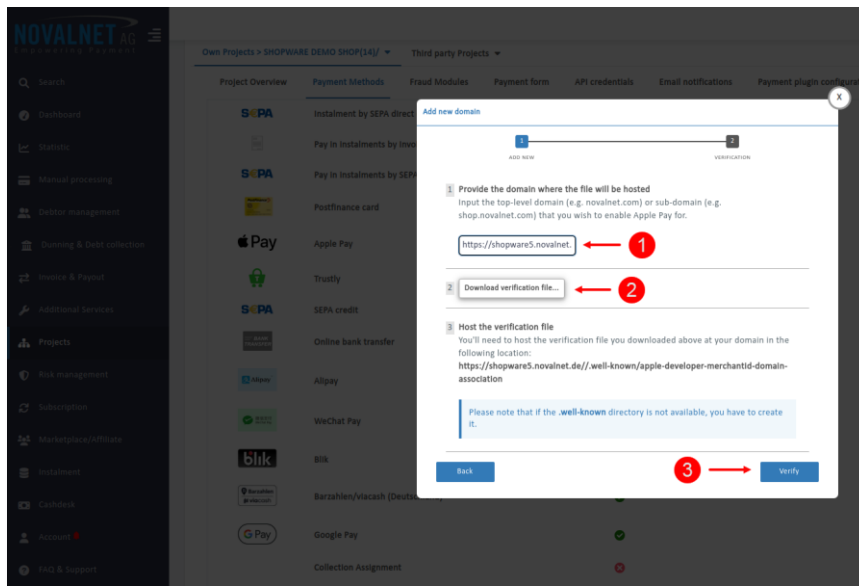 NOVALNET AG
Empowering Payment
Own Projects > SHOPWARE DEMO SHOP(14)/
Third party Projects
Search
Dashboard
Statistic
Manual processing
Debtor management
Dunning & Debt collection
Invoice & Payout
Additional Services
Projects
Risk management
Subscription
Marketplace/Affiliate
Instalment
Cashdesk
Account
FAQ & Support
Project Overview
Payment Methods
Fraud Modules
Payment form
API credentials
Email notifications
Payment plugin configura
SEPA
Instalment by SEPA direct
Pay in instalments by invo
SEPA
Pay in instalments by SEP
Postfinance card
Pay
Apple Pay
Trustly
SEPA
SEPA credit
Online bank transfer
Alipay
Alipay
WeChat Pay
blik
Blik
Barzahlen
viacash
Barzahlen/viacash (Deuts
G Pay
Google Pay
Collection Assignment
X
Add new domain
1
2
ADD NEW
VERIFICATION
1 Provide the domain where the file will be hosted
Input the top-level domain (e.g. novalnet.com) or sub-domain (e.g.
shop.novalnet.com) that you wish to enable Apple Pay for.
https://shopware5.novalnet.
1
2 Download verification file...
2
3 Host the verification file
You'll need to host the verification file you downloaded above at your domain in the
following location:
https://shopware5.novalnet.de//.well-known/apple-developer-merchantid-domain-
association
Please note that if the .well-known directory is not available, you have to create
it.
Back
3
Verify